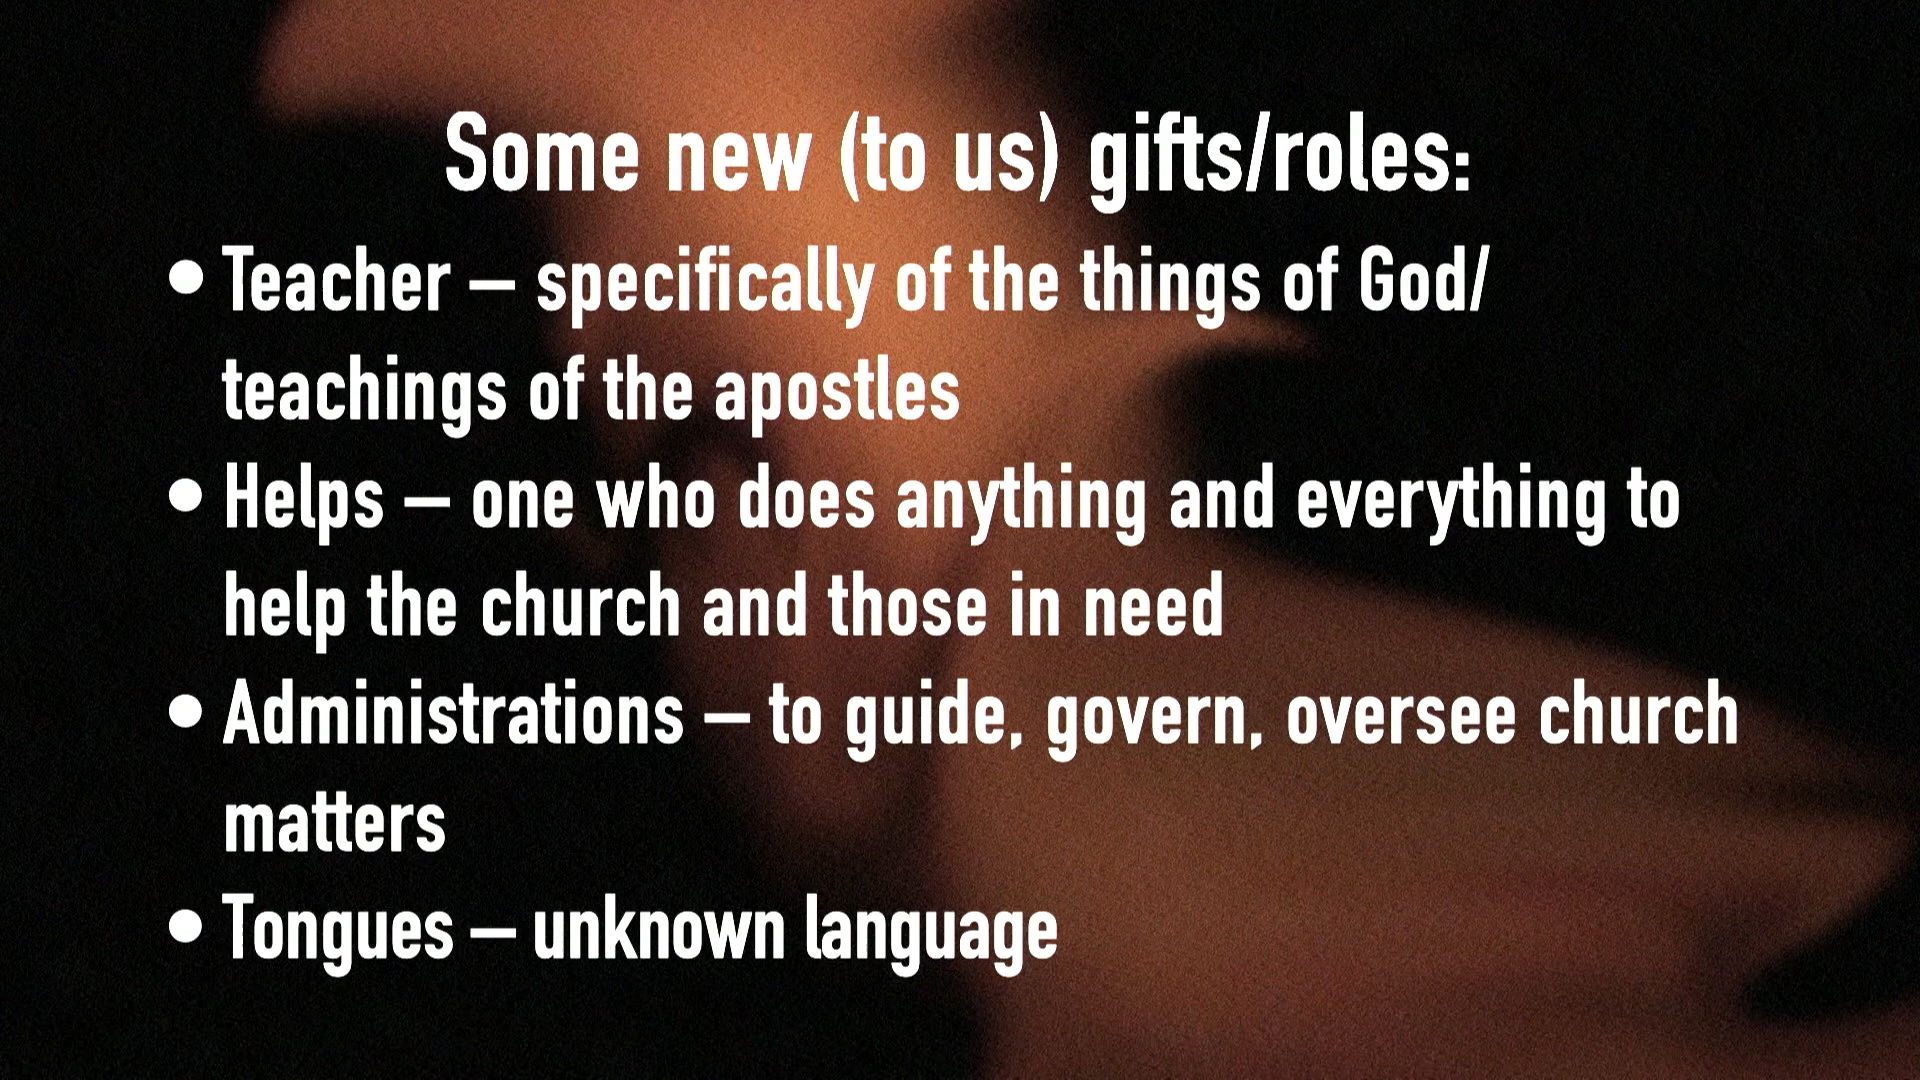 Some new (to us) gifts/roles:
• Teacher – specifically of the things of God/
teachings of the apostles
• Helps – one who does anything and everything to
help the church and those in need
• Administrations – to guide, govern, oversee church
matters
• Tongues – unknown language